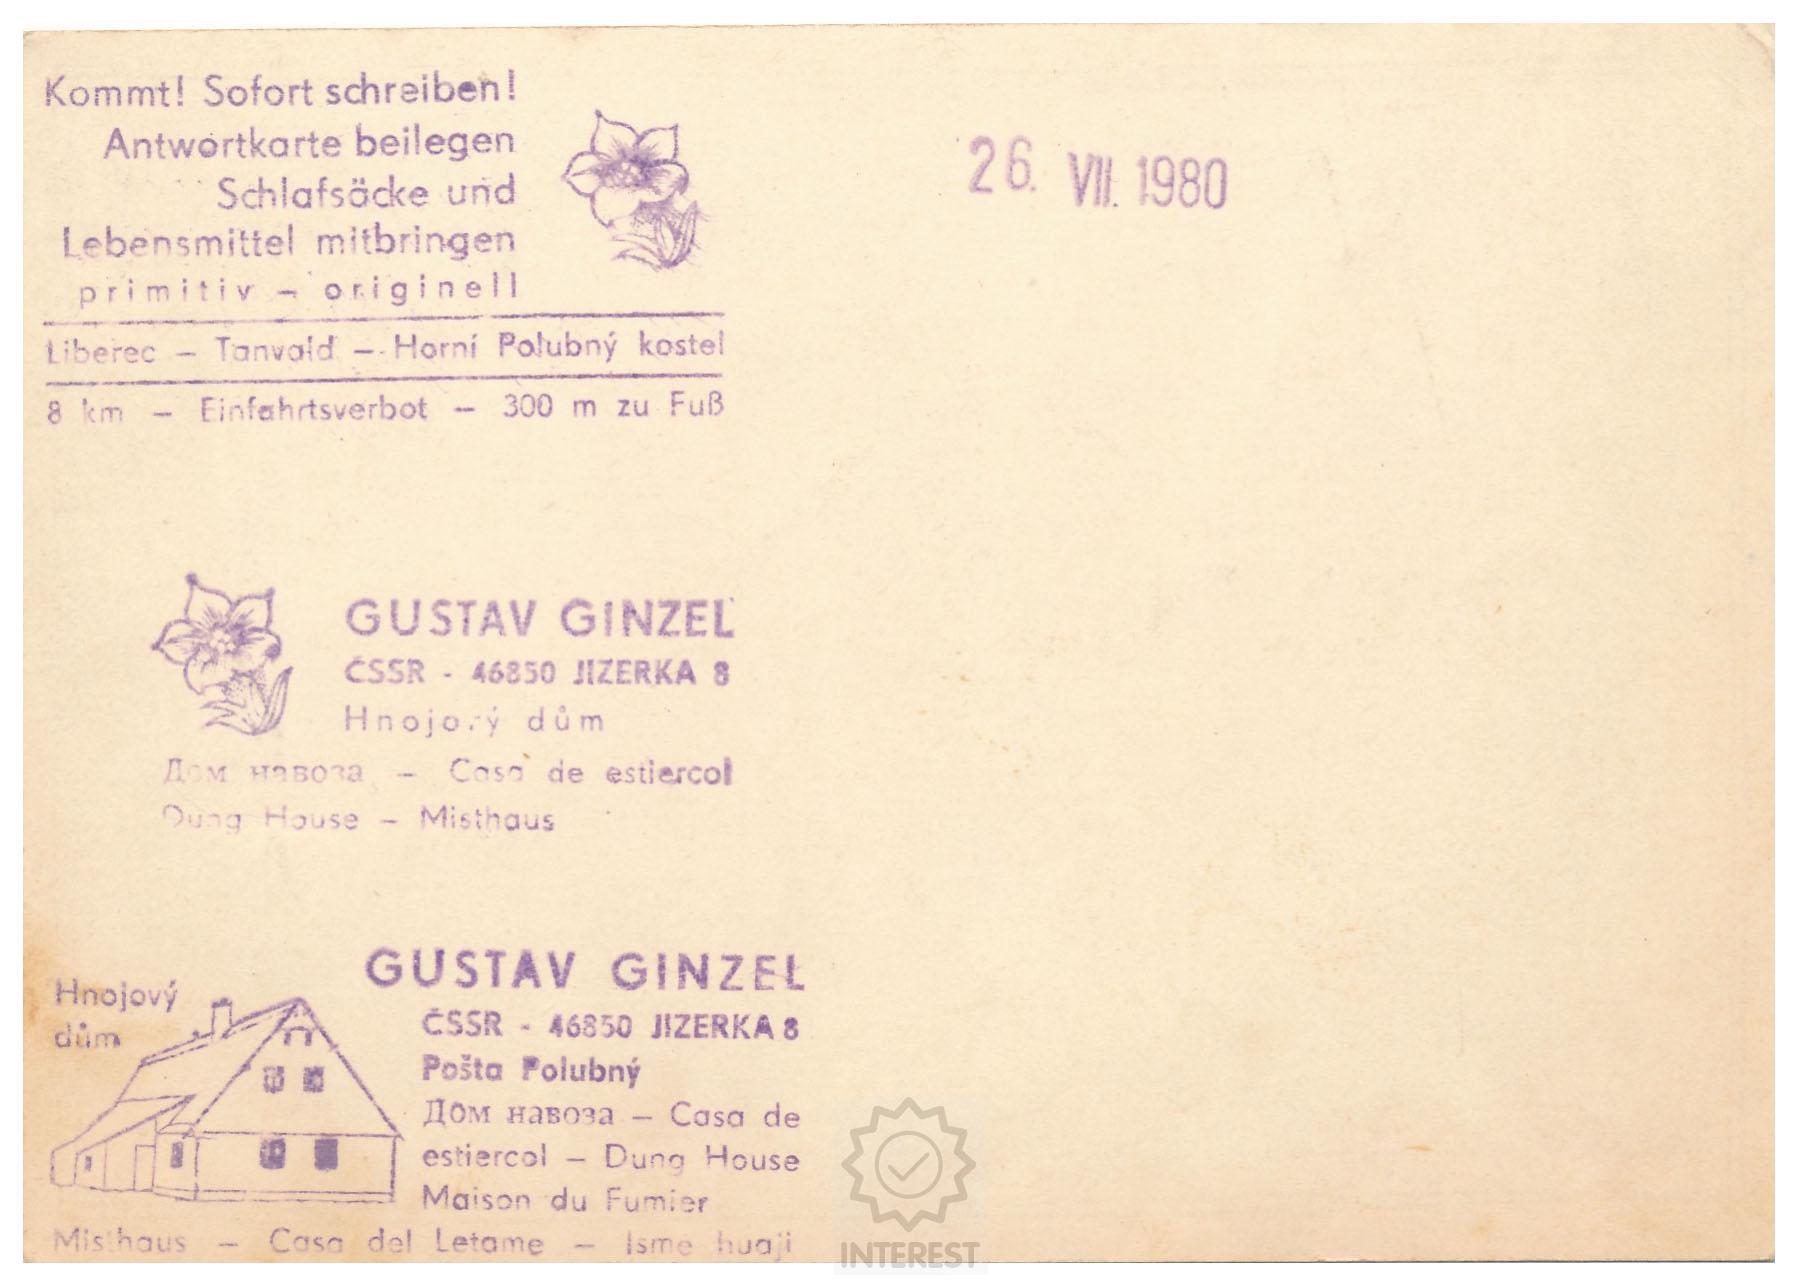 Kommt! Sofort schreiben!
Antwortkarte beilegen
Schlafsäcke und
Lebensmittel mitbringen
primitiv – originell
Liberec – Tanvald – Horní Polubný kostel
8 km – Einfahrtsverbot – 300 m zu Fuß
26. VII. 1980
GUSTAV GINZEL
ČSSR - 46850 JIZERKA 8
Hnojový dům
Дом навоза – Casa de estiercol
Dung House – Misthaus
Hnojový
dům
GUSTAV GINZEL
ČSSR - 46850 JIZERKA 8
Pošta Polubný
Дом навоза – Casa de
estiercol – Dung House
Maison du Fumier
Misthaus – Casa del Letame – Isme huaji
INTEREST